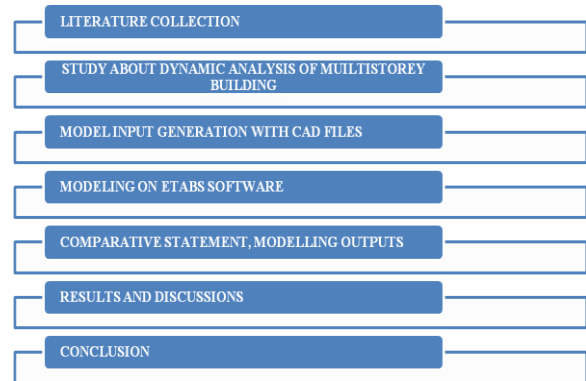 LITERATURE COLLECTION
STUDY ABOUT DYNAMIC ANALYSIS OF MUILTISTOREY
BUILDING
MODEL INPUT GENERATION WITH CAD FILES
MODELING ON ETABS SOFTWARE
COMPARATIVE STATEMENT, MODELLING OUTPUTS
RESULTS AND DISCUSSIONS
CONCLUSION